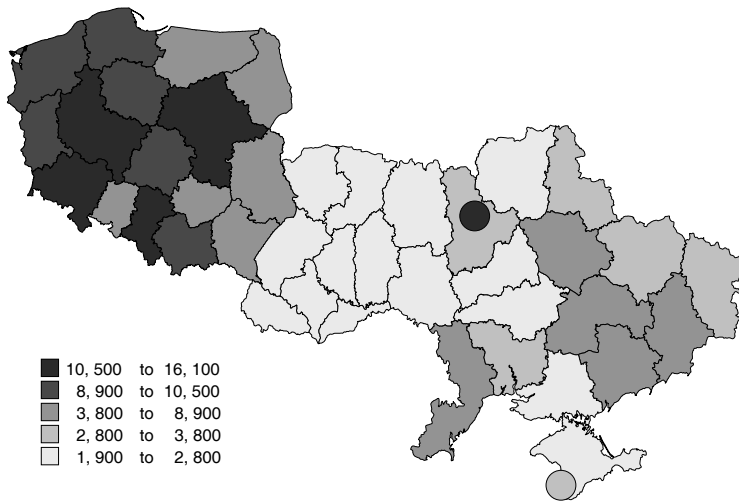 10, 500 to 16, 100
8, 900 to 10, 500
3, 800 to 8, 900
2, 800 to 3, 800
1, 900 to 2, 800